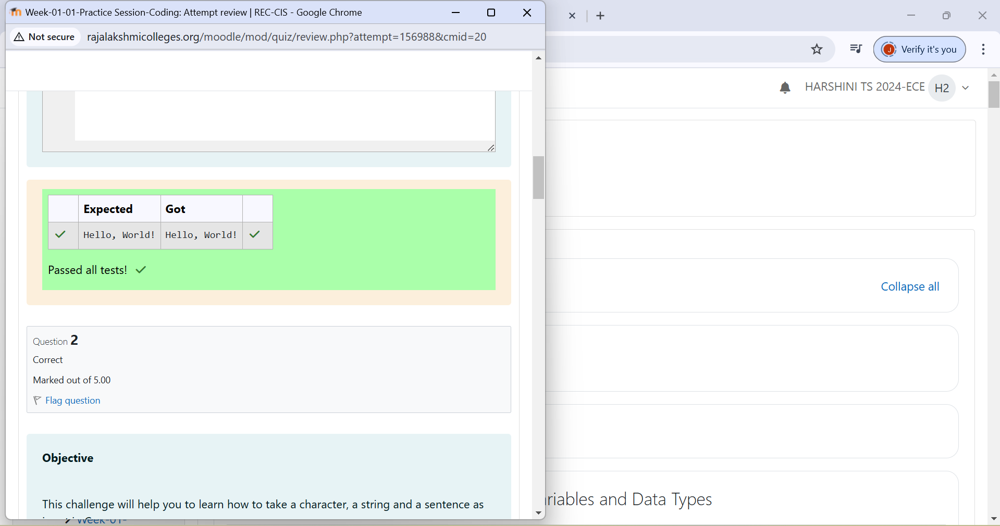 Week-01-01-Practice Session-Coding: Attempt review | REC-CIS - Google Chrome
Not secure
rajalakshmicolleges.org/moodle/mod/quiz/review.php?attempt=156988&cmid=20
J
Verify it's you
HARSHINI TS 2024-ECE
H2
Expected
Got
Hello, World!
Hello, World!
Passed all tests!
Question 2
Correct
Marked out of 5.00
Flag question
Objective
This challenge will help you to learn how to take a character, a string and a sentence as
Week-01-
Collapse all
riables and Data Types